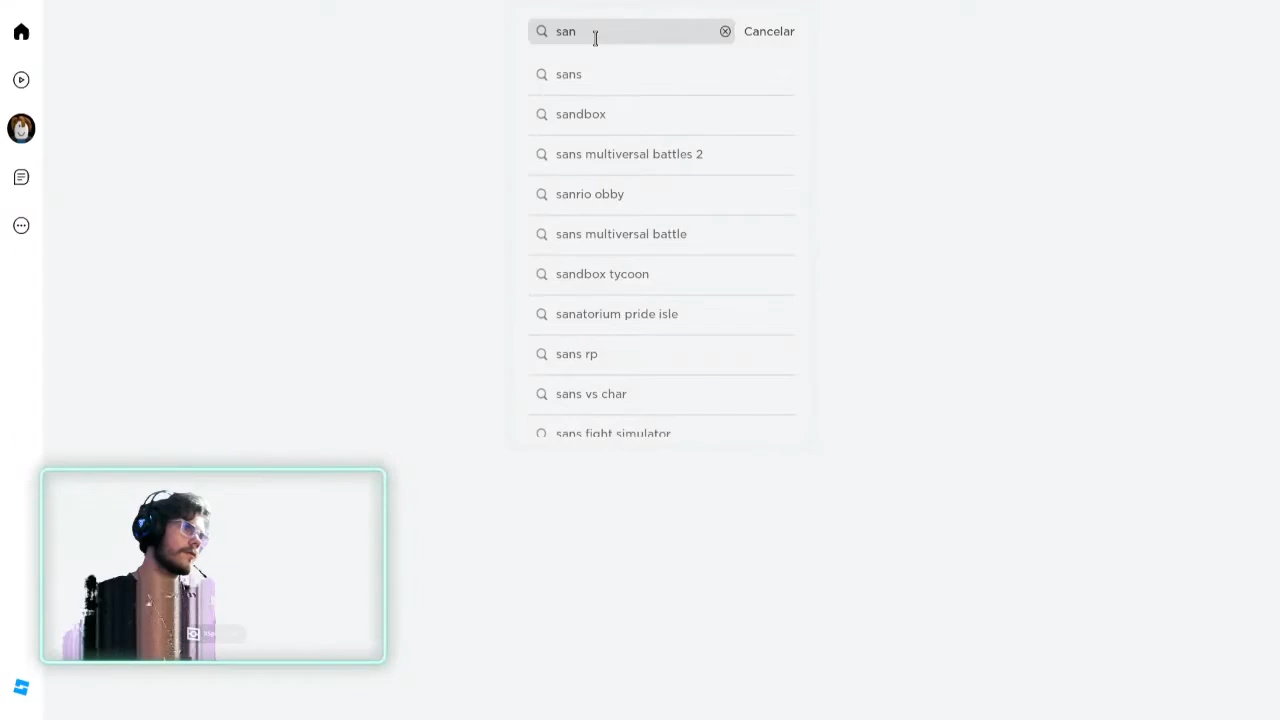 san
Cancelar
sans
sandbox
sans multiversal battles 2
sanrio obby
sans multiversal battle
sandbox tycoon
sanatorium pride isle
sans rp
sans vs char
sans fight simulator